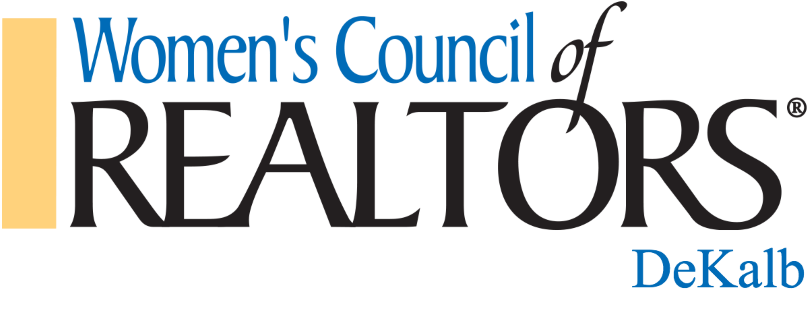 Women's Council of
REALTORS®
DeKalb